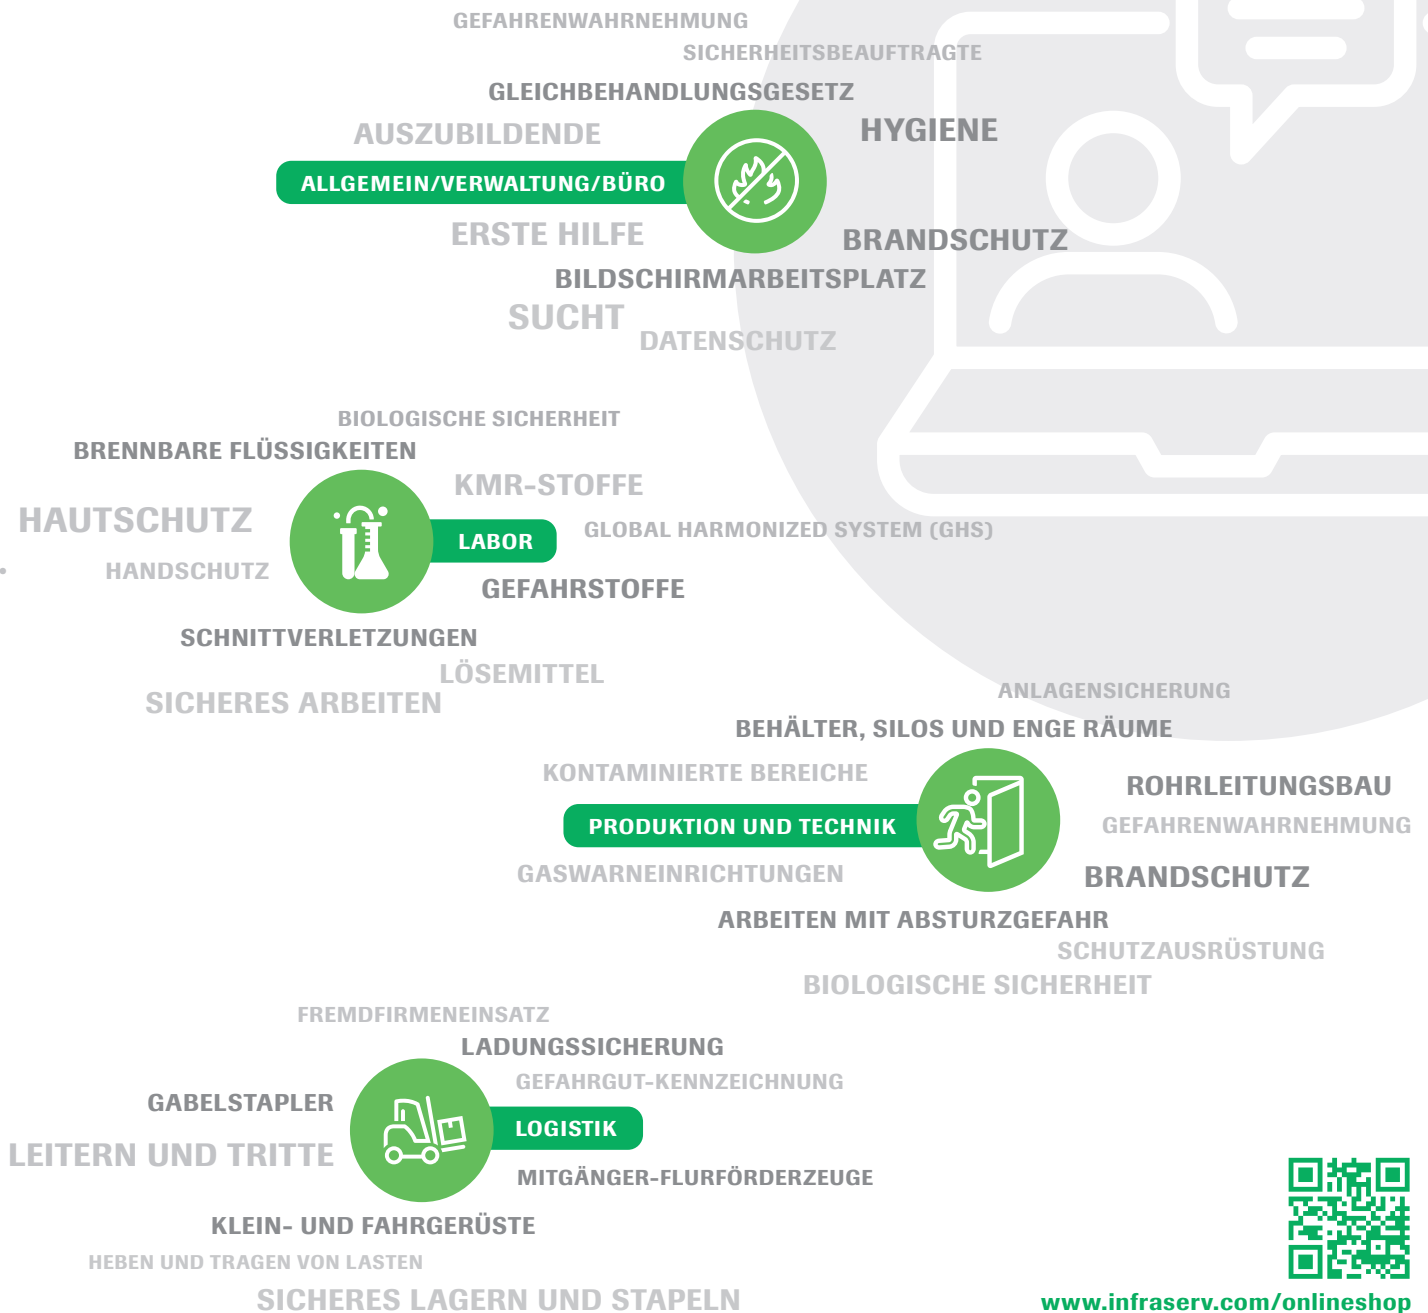 GEFAHRENWAHRNEHMUNG
SICHERHEITSBEAUFTRAGTE
GLEICHBEHANDLUNGSGESETZ
AUSZUBILDENDE
HYGIENE
ALLGEMEIN/VERWALTUNG/BÜRO
ERSTE HILFE
BRANDSCHUTZ
BILDSCHIRMARBEITSPLATZ
SUCHT
DATENSCHUTZ
BIOLOGISCHE SICHERHEIT
BRENNBARE FLÜSSIGKEITEN
KMR-STOFFE
HAUTSCHUTZ
GLOBAL HARMONIZED SYSTEM (GHS)
LABOR
HANDSCHUTZ
GEFAHRSTOFFE
SCHNITTVERLETZUNGEN
LÖSEMITTEL
SICHERES ARBEITEN
ANLAGENSICHERUNG
BEHÄLTER, SILOS UND ENGE RÄUME
KONTAMINIERTE BEREICHE
ROHRLEITUNGSBAU
PRODUKTION UND TECHNIK
GEFAHRENWAHRNEHMUNG
GASWARNEINRICHTUNGEN
BRANDSCHUTZ
ARBEITEN MIT ABSTURZGEFAHR
SCHUTZAUSRÜSTUNG
BIOLOGISCHE SICHERHEIT
FREMDFIRMENEINSATZ
LADUNGSSICHERUNG
GEFAHRGUT-KENNZEICHNUNG
GABELSTAPLER
LOGISTIK
LEITERN UND TRITTE
MITGÄNGER-FLURFÖRDERZEUGE
KLEIN- UND FAHRGERÜSTE
HEBEN UND TRAGEN VON LASTEN
SICHERES LAGERN UND STAPELN
www.infraserv.com/onlineshop